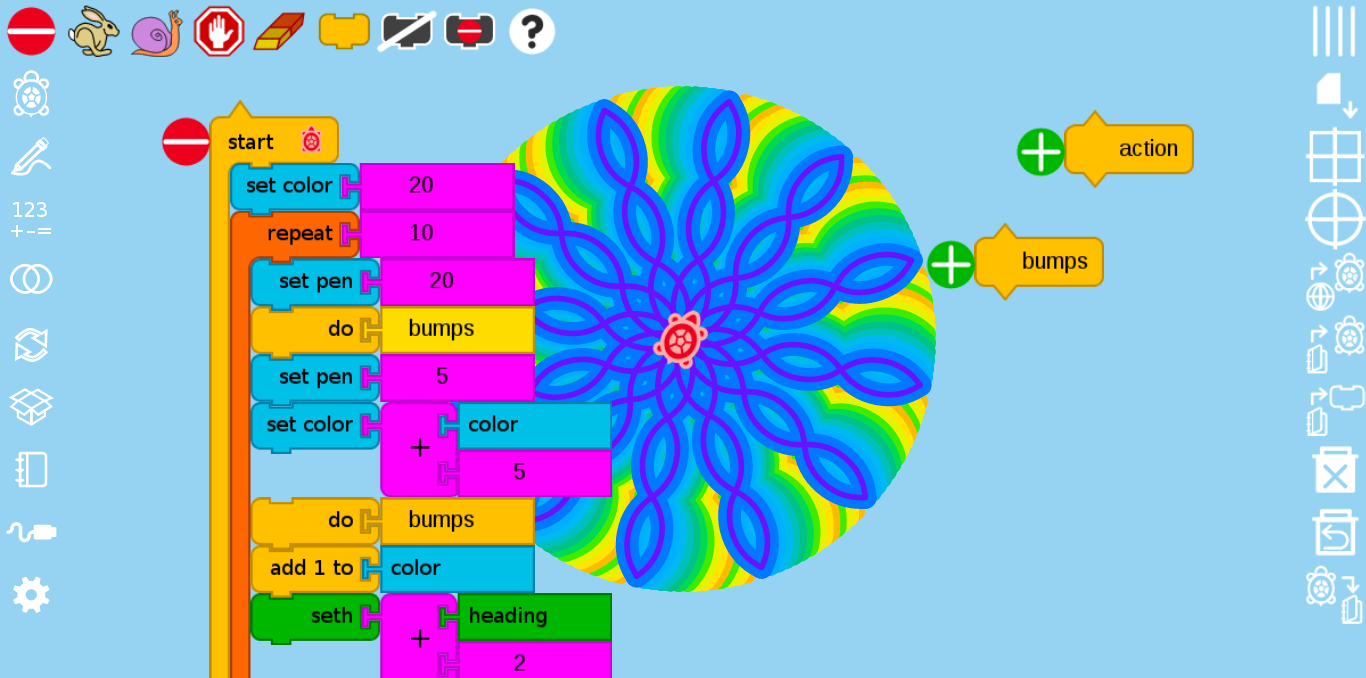 ?
start
action
set color 20
123
+-=
repeat 10
bumps
set pen 20
do bumps
set pen 5
set color + color
5
do bumps
add 1 to color
seth + heading
2